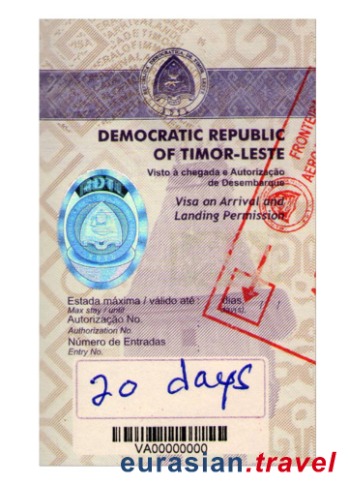 DEMOCRATIC REPUBLIC
OF TIMOR-LESTE
Visto à chegada e Autorização
de Desembarque
Visa on Arrival and
Landing Permission
FRONTEIRA
Estada máxima / válido até : dias
Max stay / until day(s)
Autorização No.
Authorization No.
Número de Entradas
Entry No.
20 days
VA00000000
eurasian.travel